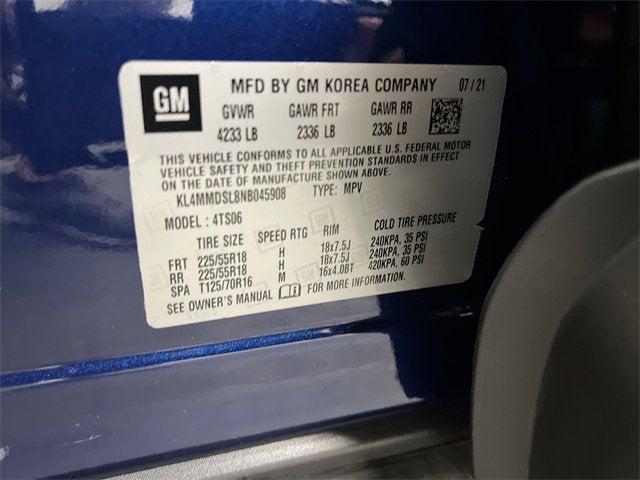 GM
MFD BY GM KOREA COMPANY 07/21
GVWR GAWR FRT GAWR RR
4233 LB 2336 LB 2336 LB
THIS VEHICLE CONFORMS TO ALL APPLICABLE U.S. FEDERAL MOTOR
VEHICLE SAFETY AND THEFT PREVENTION STANDARDS IN EFFECT
ON THE DATE OF MANUFACTURE SHOWN ABOVE.
KL4MMDSL8NB045908 TYPE: MPV
MODEL: 4TS06
TIRE SIZE SPEED RTG RIM COLD TIRE PRESSURE
FRT 225/55R18 H 18x7.5J 240KPA, 35 PSI
RR 225/55R18 H 18x7.5J 240KPA, 35 PSI
SPA T125/70R16 M 16x4.0BT 420KPA, 60 PSI
SEE OWNER'S MANUAL FOR MORE INFORMATION.